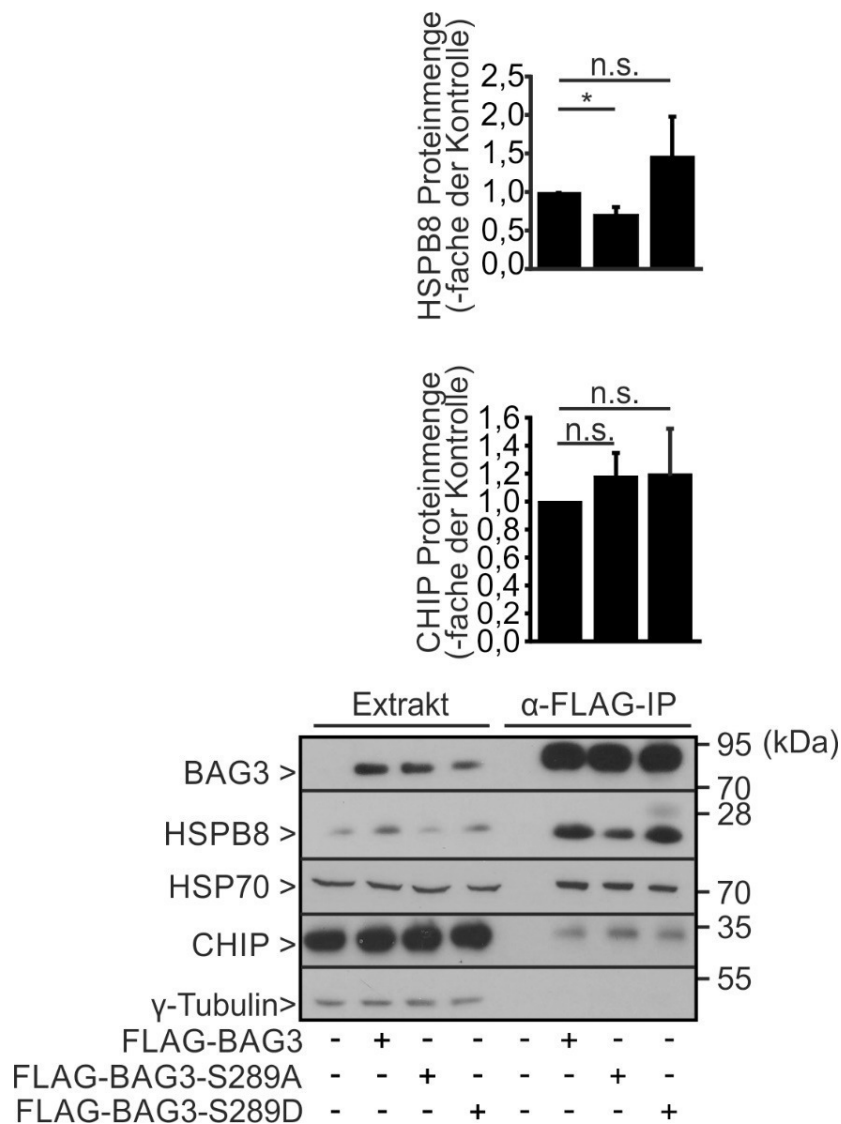 HSPB8 Proteinmenge
(-fache der Kontrolle)
2,5
2,0
1,5
1,0
0,5
0,0
n.s.
*
CHIP Proteinmenge
(-fache der Kontrolle)
1,6
1,4
1,2
1,0
0,8
0,6
0,4
0,2
0,0
n.s.
n.s.
Extrakt α-FLAG-IP
95 (kDa)
BAG3 >
70
28
HSPB8>
HSP70 > 70
35
CHIP >
55
γ-Tubulin>
FLAG-BAG3 - + - - - + - -
FLAG-BAG3-S289A - - + - - - + -
FLAG-BAG3-S289D - - - + - - - +